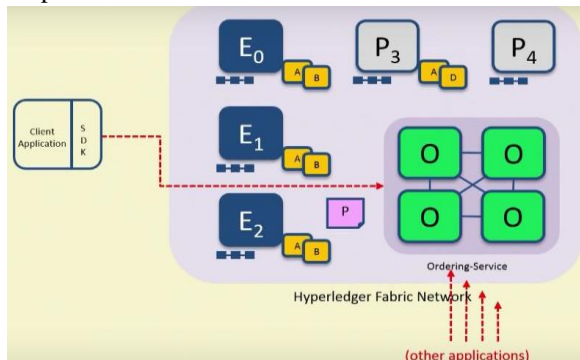 E0
P3
P4
A
B
A
D
Client
Application
S
D
K
E1
A
B
O
O
E2
P
O
O
A
B
Ordering-Service
Hyperledger Fabric Network
(other applications)